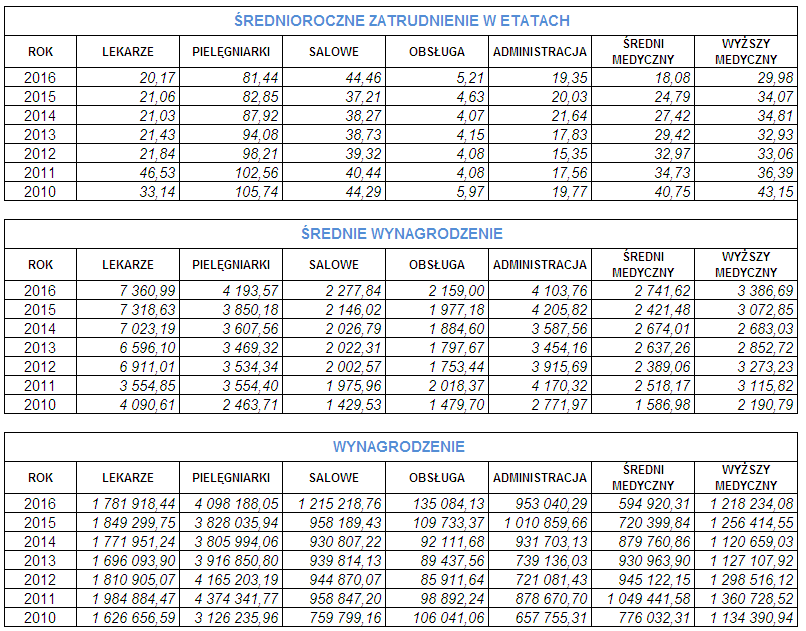 ŚREDNIOROCZNE ZATRUDNIENIE W ETATACH
ROK LEKARZE PIELĘGNIARKI SALOWE OBSŁUGA ADMINISTRACJA ŚREDNI MEDYCZNY WYŻSZY MEDYCZNY
2016 20,17 81,44 44,46 5,21 19,35 18,08 29,98
2015 21,06 82,85 37,21 4,63 20,03 24,79 34,07
2014 21,03 87,92 38,27 4,07 21,64 27,42 34,81
2013 21,43 94,08 38,73 4,15 17,83 29,42 32,93
2012 21,84 98,21 39,32 4,08 15,35 32,97 33,06
2011 46,53 102,56 40,44 4,08 17,56 34,73 36,39
2010 33,14 105,74 44,29 5,97 19,77 40,75 43,15
ŚREDNIE WYNAGRODZENIE
ROK LEKARZE PIELĘGNIARKI SALOWE OBSŁUGA ADMINISTRACJA ŚREDNI MEDYCZNY WYŻSZY MEDYCZNY
2016 7 360,99 4 193,57 2 277,84 2 159,00 4 103,76 2 741,62 3 386,69
2015 7 318,63 3 850,18 2 146,02 1 977,18 4 205,82 2 421,48 3 072,85
2014 7 023,19 3 607,56 2 026,79 1 884,60 3 587,56 2 674,01 2 683,03
2013 6 596,10 3 469,32 2 022,31 1 797,67 3 454,16 2 637,26 2 852,72
2012 6 911,01 3 534,34 2 002,57 1 753,44 3 915,69 2 389,06 3 273,23
2011 3 554,85 3 554,40 1 975,96 2 018,37 4 170,32 2 518,17 3 115,82
2010 4 090,61 2 463,71 1 429,53 1 479,70 2 771,97 1 586,98 2 190,79
WYNAGRODZENIE
ROK LEKARZE PIELĘGNIARKI SALOWE OBSŁUGA ADMINISTRACJA ŚREDNI MEDYCZNY WYŻSZY MEDYCZNY
2016 1 781 918,44 4 098 188,05 1 215 218,76 135 084,13 953 040,29 594 920,31 1 218 234,08
2015 1 849 299,75 3 828 035,94 958 189,43 109 733,37 1 010 859,66 720 399,84 1 256 414,55
2014 1 771 951,24 3 805 994,06 930 807,22 92 111,68 931 703,13 879 760,86 1 120 659,03
2013 1 696 093,90 3 916 850,80 939 814,13 89 437,56 739 136,03 930 963,90 1 127 107,92
2012 1 810 905,07 4 165 203,19 944 870,07 85 911,64 721 081,43 945 122,15 1 298 516,12
2011 1 984 884,47 4 374 341,77 958 847,20 98 892,24 878 670,70 1 049 441,58 1 360 728,52
2010 1 626 656,59 3 126 235,96 759 799,16 106 041,06 657 755,31 776 032,31 1 134 390,94